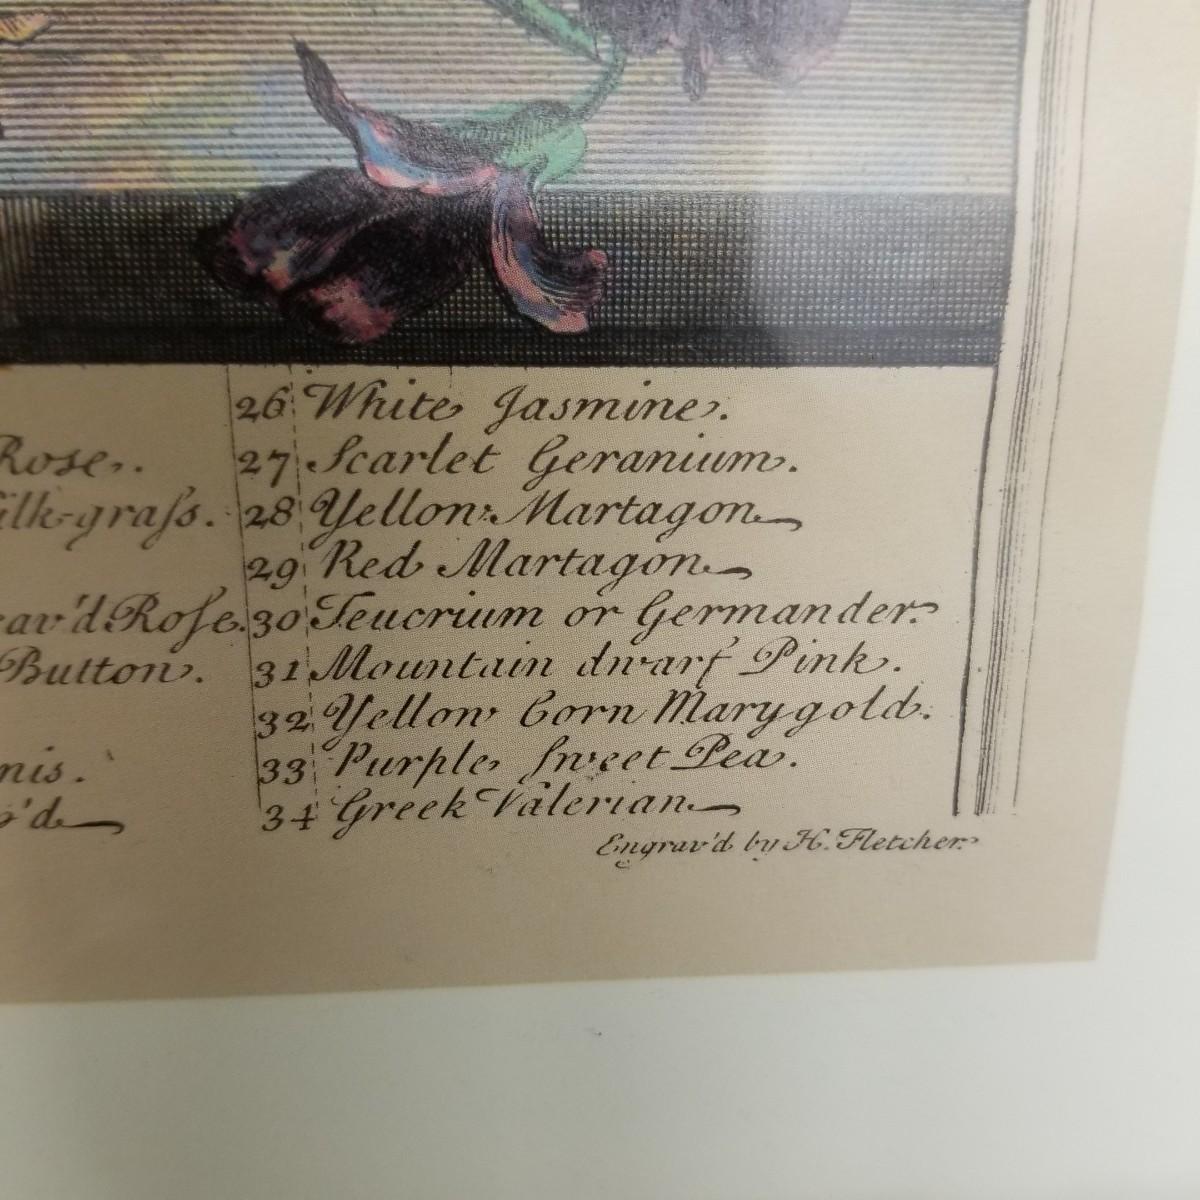 Rose.
silk-graſs.
eav'd Roſe.
Button.
nis.
'd
26 White Jasmine.
27 Scarlet Geranium.
28 Yellow Martagon
29 Red Martagon
30 Teucrium or Germander.
31 Mountain dwarf Pink.
32 Yellow Corn Marygold.
33 Purple Sweet Pea.
34 Greek Valerian
Engrav'd by H. Fletcher.